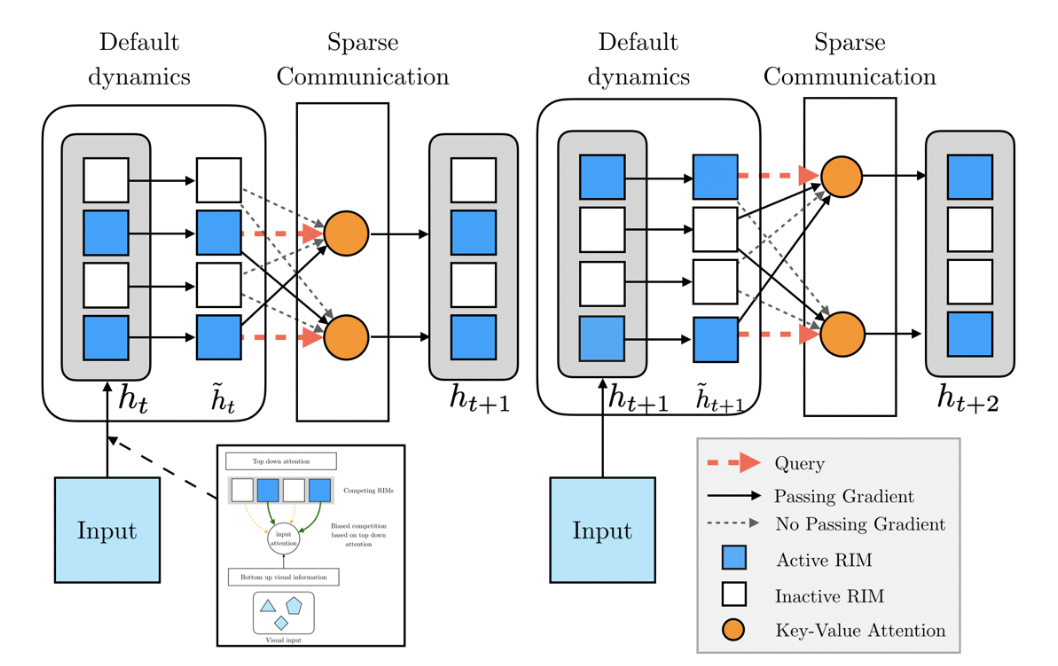 Default
dynamics
Sparse
Communication
Default
dynamics
Sparse
Communication
h_t
h̃_t
h_{t+1}
h_{t+1}
h̃_{t+1}
h_{t+2}
Input
Input
Top down attention
Competing RIMs
input
attention
Biased competition
based on top down
attention
Bottom up visual information
Visual input
Query
Passing Gradient
No Passing Gradient
Active RIM
Inactive RIM
Key-Value Attention